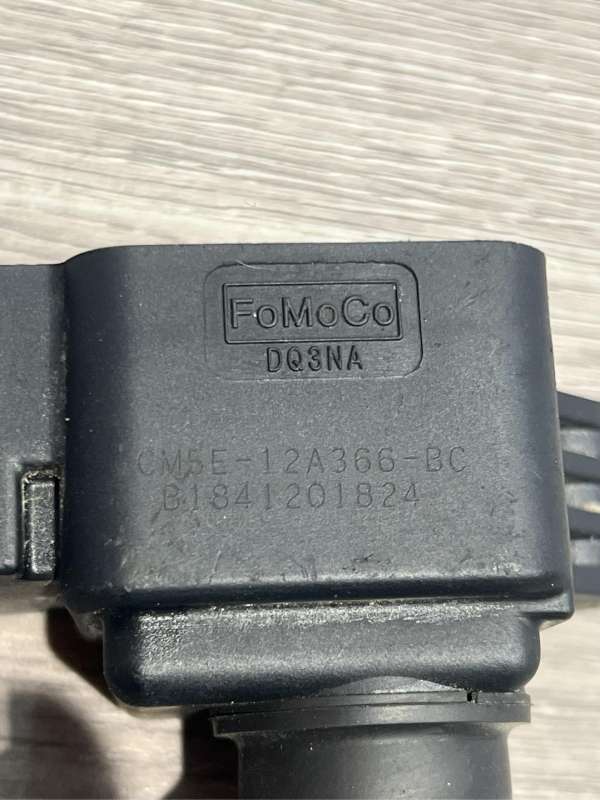 FoMoCo
DQ3NA
CM5E-12A366-BC
B1841201824